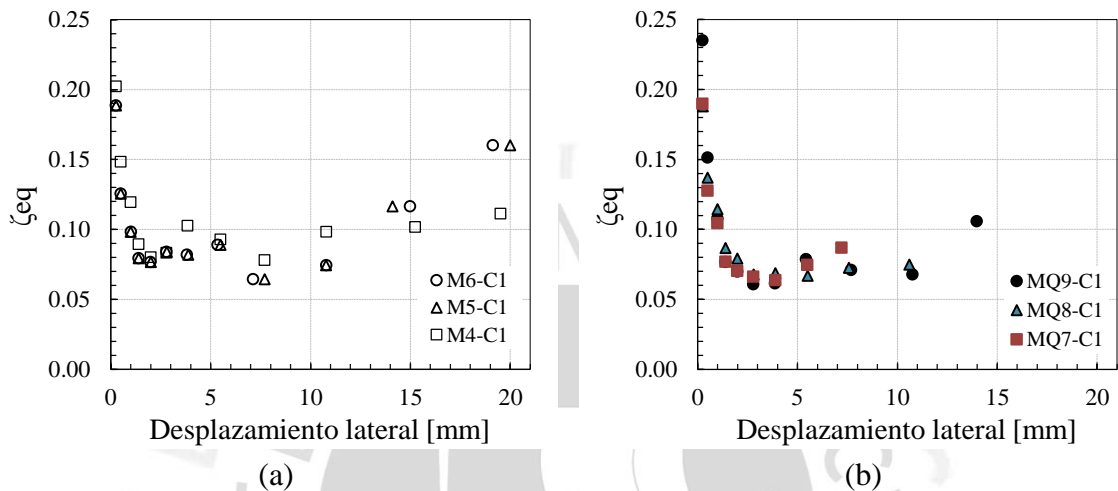 0.25
0.20
0.15
0.10
0.05
0.00
ζeq
0 5 10 15 20
Desplazamiento lateral [mm]
M6-C1
M5-C1
M4-C1
(a)
0.25
0.20
0.15
0.10
0.05
0.00
ζeq
0 5 10 15 20
Desplazamiento lateral [mm]
MQ9-C1
MQ8-C1
MQ7-C1
(b)